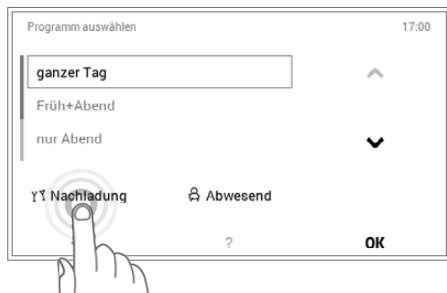 Programm auswählen 17:00
ganzer Tag
Früh+Abend
nur Abend
Nachladung Abwesend
? OK